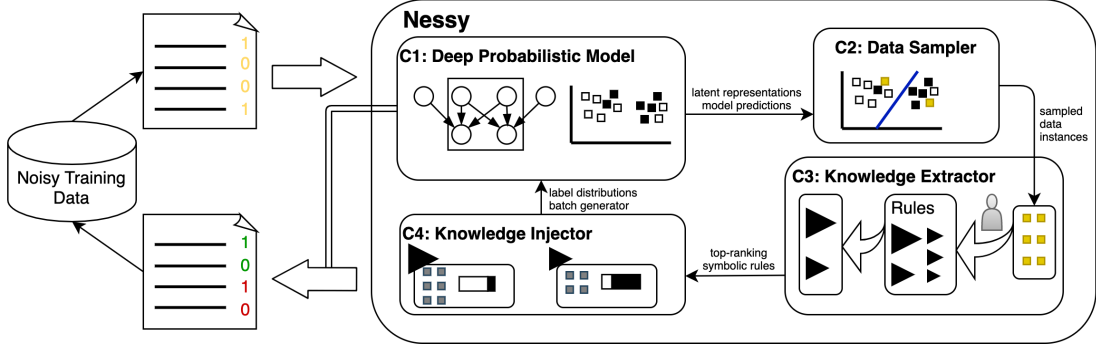 Nessy
1
0
0
1
Noisy Training
Data
1
0
1
0
C1: Deep Probabilistic Model
latent representations
model predictions
C2: Data Sampler
sampled
data
instances
C3: Knowledge Extractor
Rules
top-ranking
symbolic rules
C4: Knowledge Injector
label distributions
batch generator